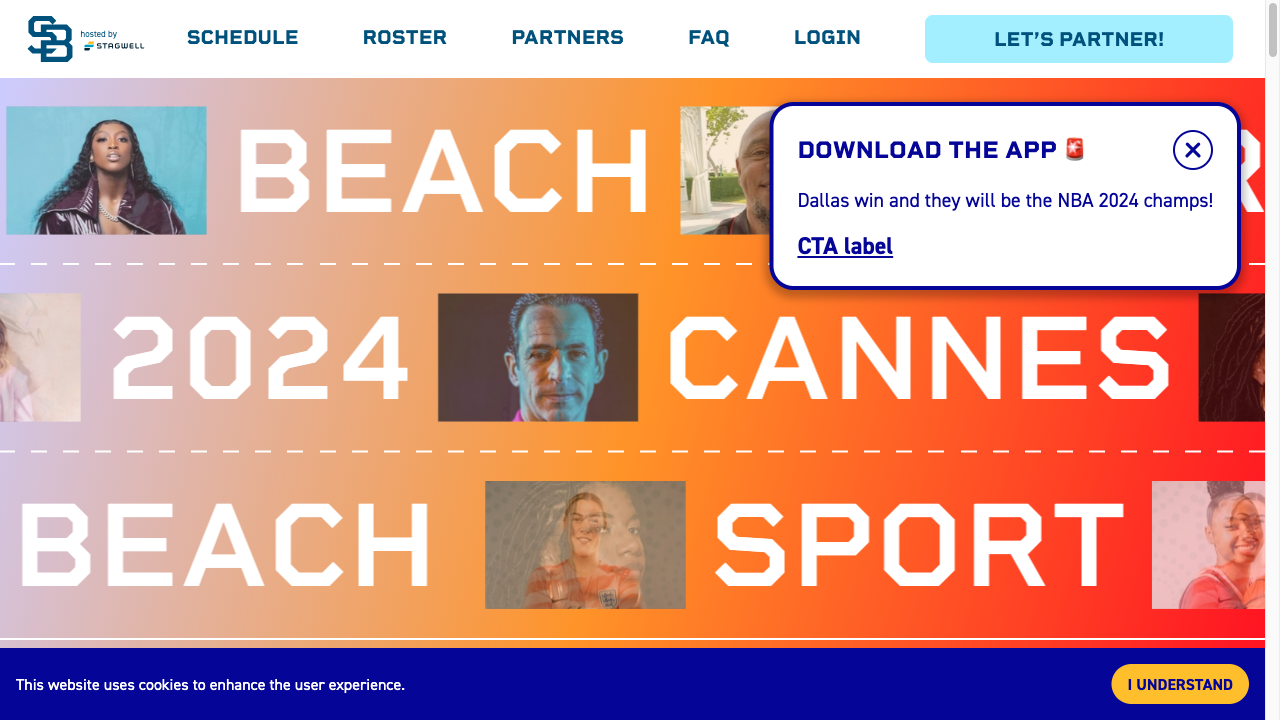 SB
hosted by
STAGWELL
SCHEDULE
ROSTER
PARTNERS
FAQ
LOGIN
LET’S PARTNER!
DOWNLOAD THE APP 🚨
Dallas win and they will be the NBA 2024 champs!
CTA label
BEACH
R
2024
CANNES
BEACH
SPORT
This website uses cookies to enhance the user experience.
I UNDERSTAND